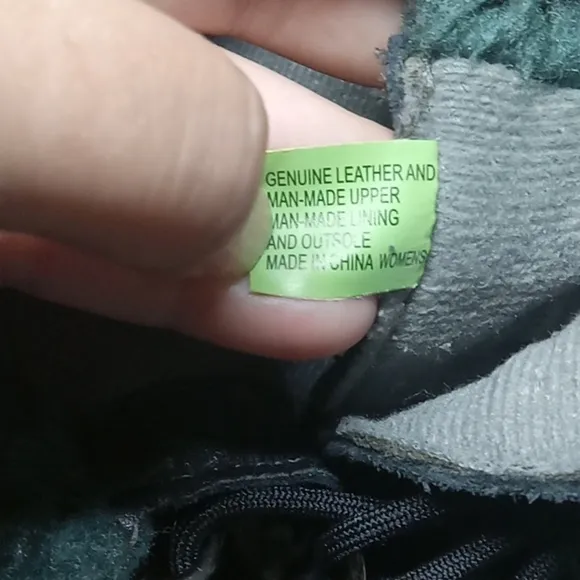 GENUINE LEATHER AND
MAN-MADE UPPER
MAN-MADE LINING
AND OUTSOLE
MADE IN CHINA WOMENS